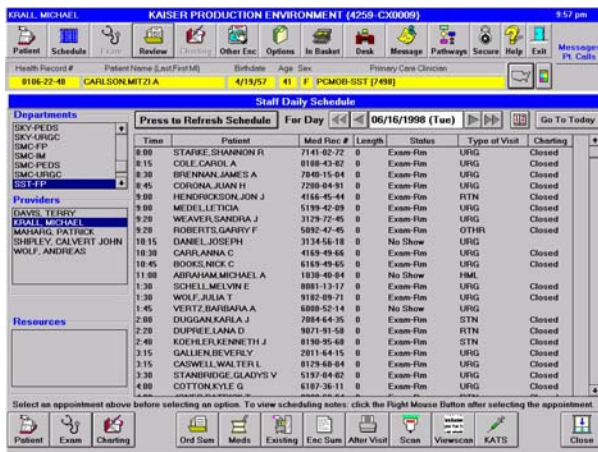 KRALL, MICHAEL KAISER PRODUCTION ENVIRONMENT {4259-CX0009} 9:57 pm
Patient Schedule Exam Review Charting Other Enc Options In Basket Desk Message Pathways Secure Help Exit Messages
Pt. Calls
Health Record # Patient Name (Last,First MI) Birthdate Age Sex Primary Care Clinician
0106-22-40 CARLSON,MITZI A 4/19/57 41 F PCMOB-SST [7498]
Staff Daily Schedule
Departments
Press to Refresh Schedule For Day 06/16/1998 (Tue) Go To Today
SKY-PEDS
SKY-URGC
SMC-FP
SMC-IM
SMC-PEDS
SMC-URGC
SST-FP
Providers
DAVIS, TERRY
KRALL, MICHAEL
MAHARG, PATRICK
SHIPLEY, CALVERT JOHN
WOLF, ANDREAS
Resources
Time Patient Med Rec # Length Status Type of Visit Charting
8:00 STARKE,SHANNON R 7141-02-72 0 Exam-Rm URG Closed
8:15 COLE,CAROL A 0108-43-02 0 Exam-Rm URG Closed
8:30 BRENNAN,JAMES A 7040-15-04 0 Exam-Rm URG Closed
8:45 CORONA,JUAN H 7200-04-91 0 Exam-Rm URG Closed
9:00 HENDRICKSON,JON J 4166-45-44 0 Exam-Rm RTN Closed
9:00 MEDEL,LETICIA 5199-42-09 0 Exam-Rm URG Closed
9:20 WEAVER,SANDRA J 3129-72-45 0 Exam-Rm URG Closed
9:20 ROBERTS,GARRY F 5092-47-45 0 Exam-Rm OTHR Closed
10:15 DANIEL,JOSEPH 3134-56-18 0 No Show URG
10:30 CARR,ANNA C 4169-49-66 0 Exam-Rm URG Closed
10:45 BOOKS,NICK C 6169-49-65 0 Exam-Rm URG Closed
11:00 ABRAHAM,MICHAEL A 1030-40-04 0 No Show HML
1:30 SCHELL,MELVIN E 8081-13-17 0 Exam-Rm URG Closed
1:30 WOLF,JULIA T 9102-09-71 0 Exam-Rm URG Closed
1:45 VERTZ,BARBARA A 6000-52-14 0 No Show URG
2:00 DUGGAN,KARLA J 7084-64-35 0 Exam-Rm STN Closed
2:20 DUPREE,LANA D 9071-91-50 0 Exam-Rm RTN Closed
2:40 KOEHLER,KENNETH J 0190-95-60 0 Exam-Rm STN Closed
3:15 GALLIEN,BEVERLY 2011-64-15 0 Exam-Rm URG Closed
3:15 CASWELL,WALTER L 0129-60-04 0 Exam-Rm URG Closed
3:30 STANBRIDGE,GLADYS V 5197-04-02 0 Exam-Rm URG Closed
4:00 COTTON,KYLE G 6107-36-11 0 Exam-Rm URG Closed
Select an appointment above before selecting an option. To view scheduling notes: click the Right Mouse Button after selecting the appointment.
Patient Exam Charting Ord Sum Meds Existing Enc Sum After Visit Scan Viewscan KATS Close